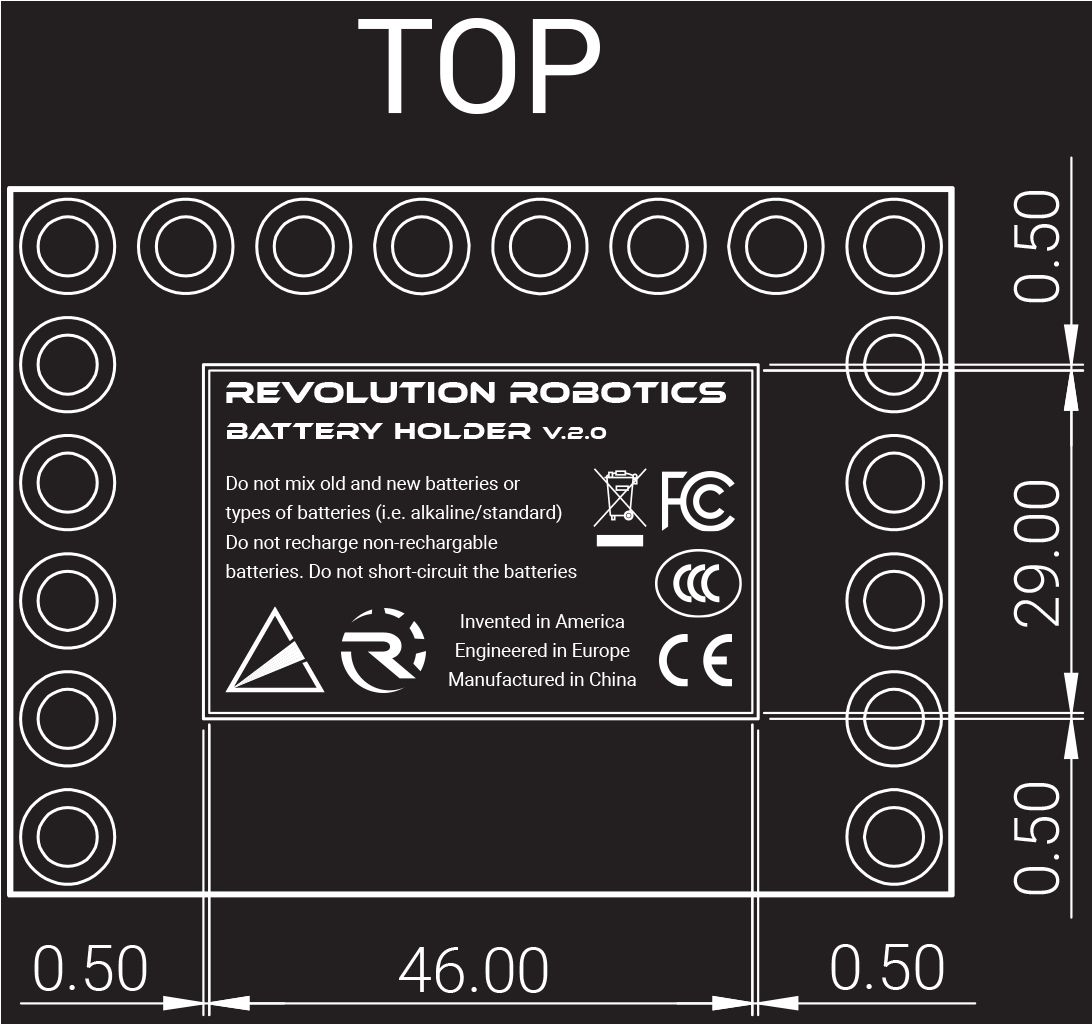 TOP
0.50
REVOLUTION ROBOTICS
BATTERY HOLDER V.2.0
Do not mix old and new batteries or
types of batteries (i.e. alkaline/standard)
Do not recharge non-rechargable
batteries. Do not short-circuit the batteries
FC
CCC
29.00
Invented in America
Engineered in Europe
Manufactured in China
R
CE
0.50
0.50
46.00
0.50